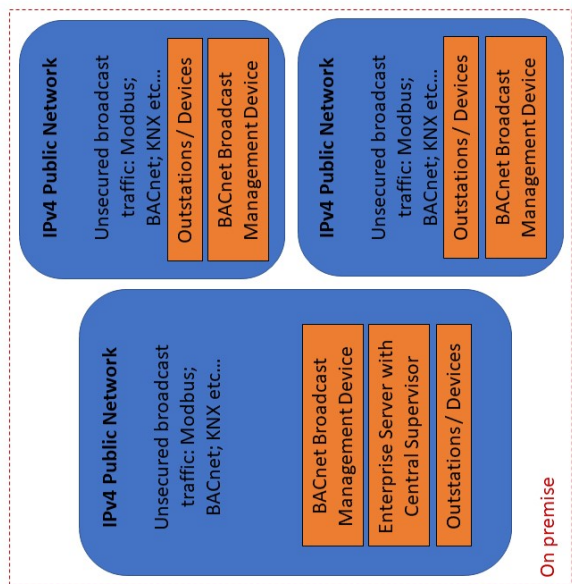 IPv4 Public Network
Unsecured broadcast
traffic: Modbus;
BACnet; KNX etc...
BACnet Broadcast
Management Device
Enterprise Server with
Central Supervisor
Outstations / Devices
IPv4 Public Network
Unsecured broadcast
traffic: Modbus;
BACnet; KNX etc...
Outstations / Devices
BACnet Broadcast
Management Device
IPv4 Public Network
Unsecured broadcast
traffic: Modbus;
BACnet; KNX etc...
Outstations / Devices
BACnet Broadcast
Management Device
On premise